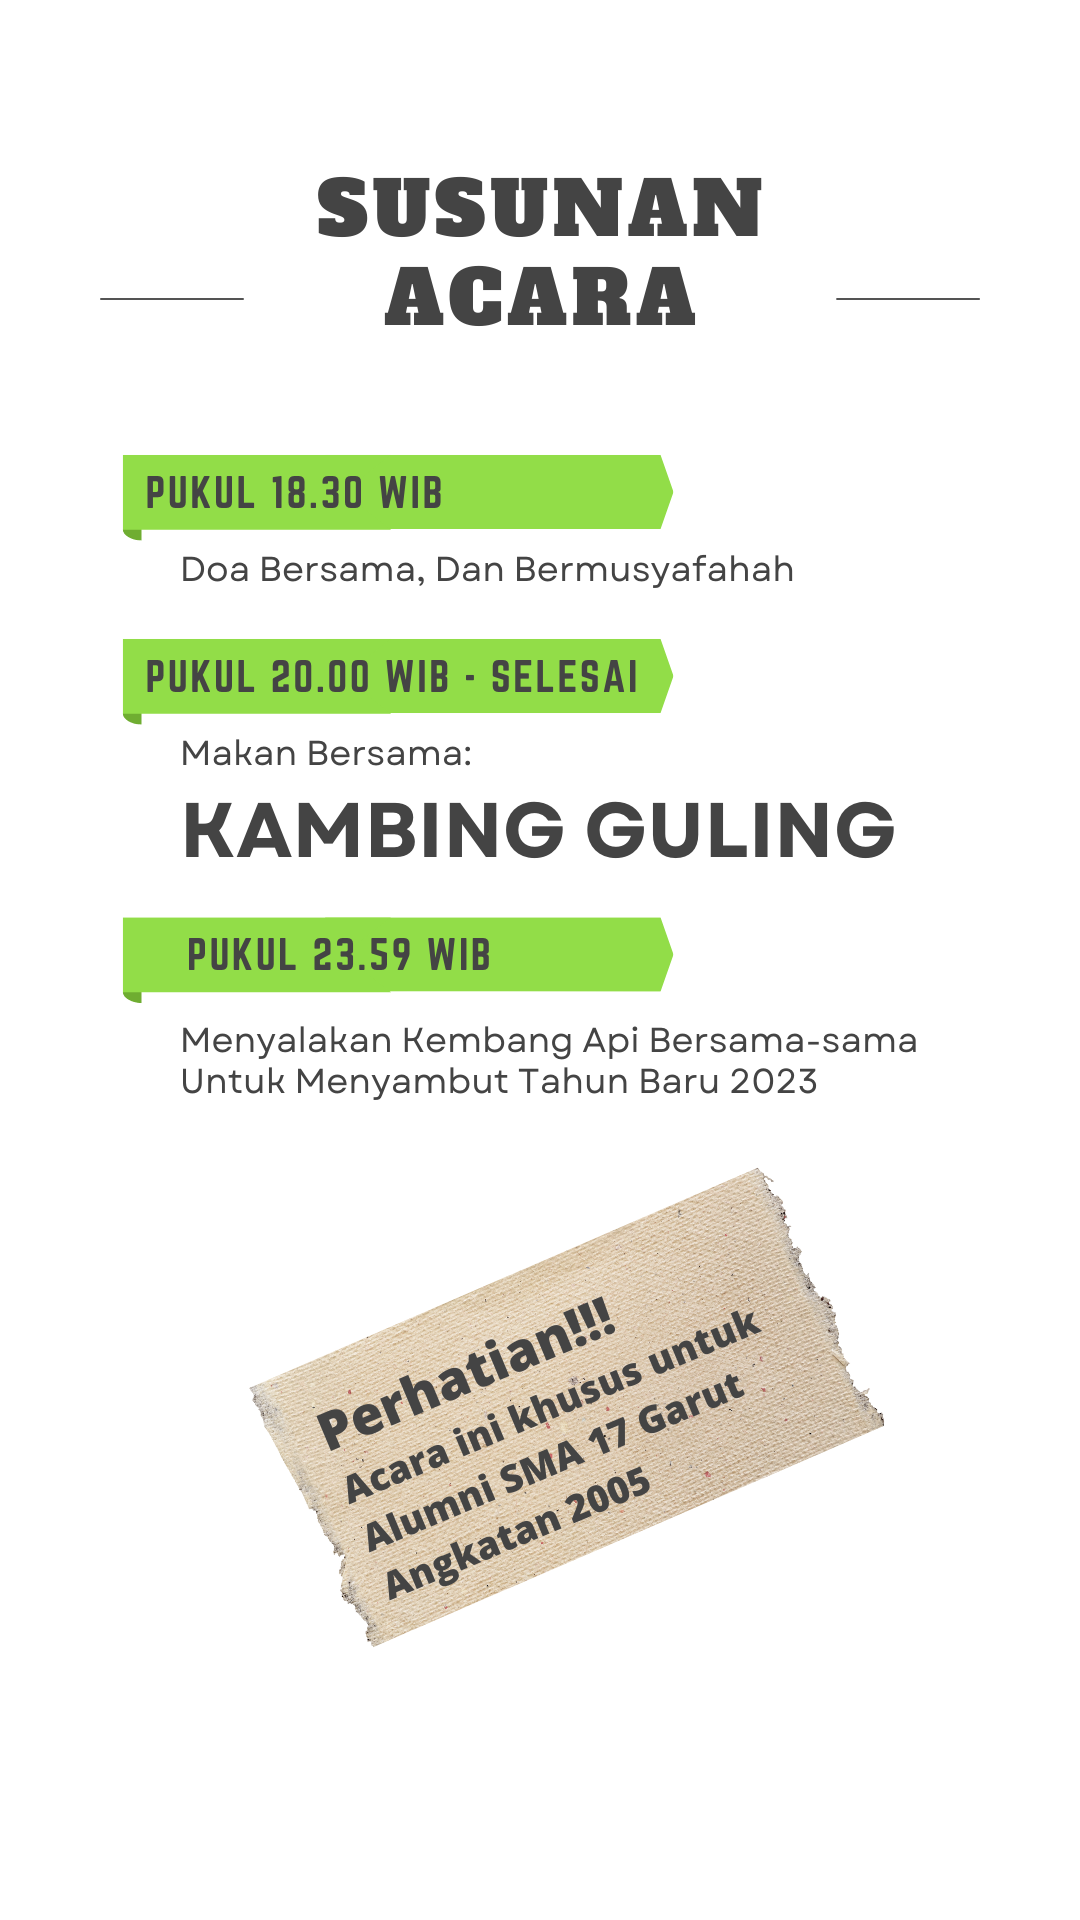 SUSUNAN
ACARA
PUKUL 18.30 WIB
Doa Bersama, Dan Bermusyafahah
PUKUL 20.00 WIB - SELESAI
Makan Bersama:
KAMBING GULING
PUKUL 23.59 WIB
Menyalakan Kembang Api Bersama-sama
Untuk Menyambut Tahun Baru 2023
Perhatian!!!
Acara ini khusus untuk
Alumni SMA 17 Garut
Angkatan 2005